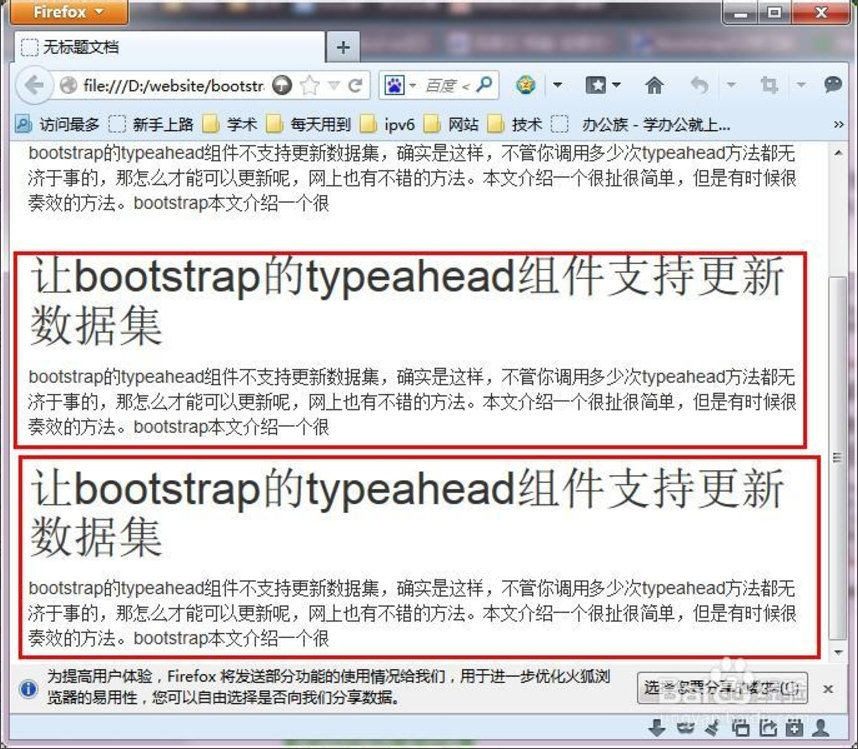 Firefox
无标题文档
file:///D:/website/bootstr
百度
访问最多 新手上路 学术 每天用到 ipv6 网站 技术 办公族 - 学办公就上...
bootstrap的typeahead组件不支持更新数据集，确实是这样，不管你调用多少次typeahead方法都无
济于事的，那怎么才能可以更新呢，网上也有不错的方法。本文介绍一个很扯很简单，但是有时候很
奏效的方法。bootstrap本文介绍一个很
让bootstrap的typeahead组件支持更新
数据集
bootstrap的typeahead组件不支持更新数据集，确实是这样，不管你调用多少次typeahead方法都无
济于事的，那怎么才能可以更新呢，网上也有不错的方法。本文介绍一个很扯很简单，但是有时候很
奏效的方法。bootstrap本文介绍一个很
让bootstrap的typeahead组件支持更新
数据集
bootstrap的typeahead组件不支持更新数据集，确实是这样，不管你调用多少次typeahead方法都无
济于事的，那怎么才能可以更新呢，网上也有不错的方法。本文介绍一个很扯很简单，但是有时候很
奏效的方法。bootstrap本文介绍一个很
为提高用户体验，Firefox 将发送部分功能的使用情况给我们，用于进一步优化火狐浏
览器的易用性，您可以自由选择是否向我们分享数据。